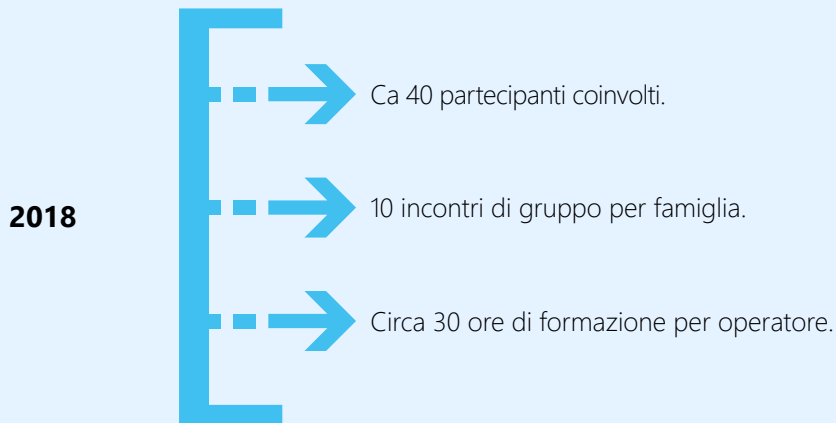 2018
Ca 40 partecipanti coinvolti.
10 incontri di gruppo per famiglia.
Circa 30 ore di formazione per operatore.